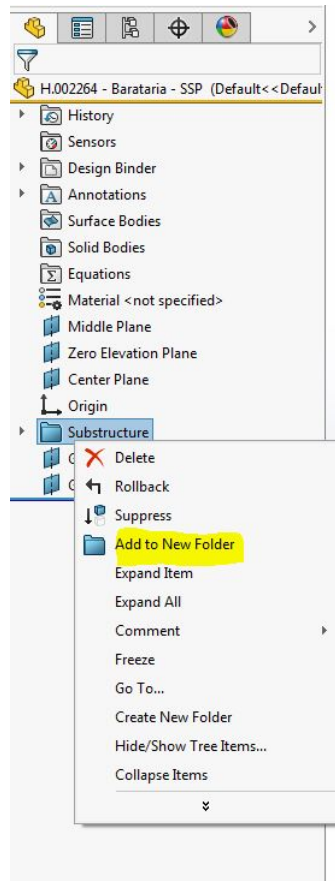 H.002264 - Barataria - SSP (Default<<Defaul
History
Sensors
Design Binder
Annotations
Surface Bodies
Solid Bodies
Equations
Material <not specified>
Middle Plane
Zero Elevation Plane
Center Plane
Origin
Substructure
Delete
Rollback
Suppress
Add to New Folder
Expand Item
Expand All
Comment
Freeze
Go To...
Create New Folder
Hide/Show Tree Items...
Collapse Items